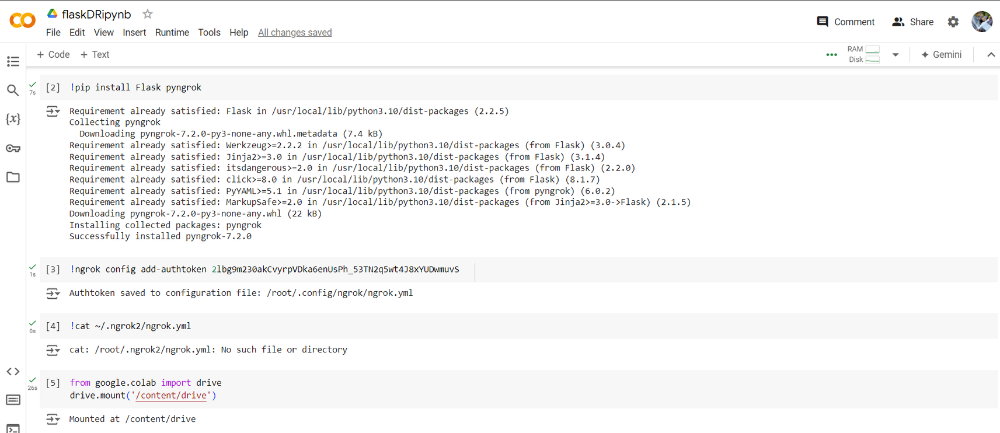 flaskDRipynb
File Edit View Insert Runtime Tools Help All changes saved
Comment Share
+ Code + Text
RAM
Disk
Gemini
7s
[2] !pip install Flask pyngrok
Requirement already satisfied: Flask in /usr/local/lib/python3.10/dist-packages (2.2.5)
Collecting pyngrok
Downloading pyngrok-7.2.0-py3-none-any.whl.metadata (7.4 kB)
Requirement already satisfied: Werkzeug>=2.2.2 in /usr/local/lib/python3.10/dist-packages (from Flask) (3.0.4)
Requirement already satisfied: Jinja2>=3.0 in /usr/local/lib/python3.10/dist-packages (from Flask) (3.1.4)
Requirement already satisfied: itsdangerous>=2.0 in /usr/local/lib/python3.10/dist-packages (from Flask) (2.2.0)
Requirement already satisfied: click>=8.0 in /usr/local/lib/python3.10/dist-packages (from Flask) (8.1.7)
Requirement already satisfied: PyYAML>=5.1 in /usr/local/lib/python3.10/dist-packages (from pyngrok) (6.0.2)
Requirement already satisfied: MarkupSafe>=2.0 in /usr/local/lib/python3.10/dist-packages (from Jinja2>=3.0->Flask) (2.1.5)
Downloading pyngrok-7.2.0-py3-none-any.whl (22 kB)
Installing collected packages: pyngrok
Successfully installed pyngrok-7.2.0
1s
[3] !ngrok config add-authtoken 2lbg9m230akCvyrpVDka6enUsPh_53TN2q5wt4J8xYUDwmuvS
Authtoken saved to configuration file: /root/.config/ngrok/ngrok.yml
0s
[4] !cat ~/.ngrok2/ngrok.yml
cat: /root/.ngrok2/ngrok.yml: No such file or directory
26s
[5] from google.colab import drive
drive.mount('/content/drive')
Mounted at /content/drive